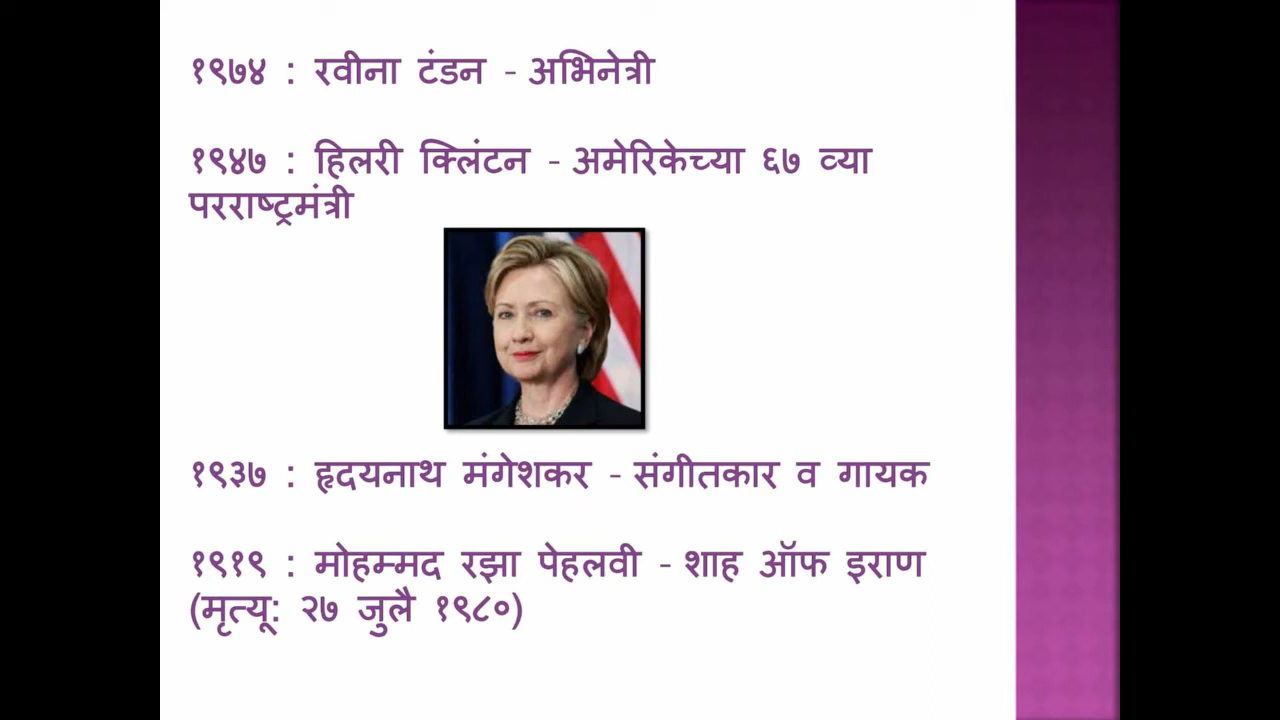 १९७४ : रवीना टंडन - अभिनेत्री
१९४७ : हिलरी क्लिंटन - अमेरिकेच्या ६७ व्या
परराष्ट्रमंत्री
१९३७ : हृदयनाथ मंगेशकर - संगीतकार व गायक
१९१९ : मोहम्मद रझा पेहलवी - शाह ऑफ इराण
(मृत्यू: २७ जुलै १९८०)